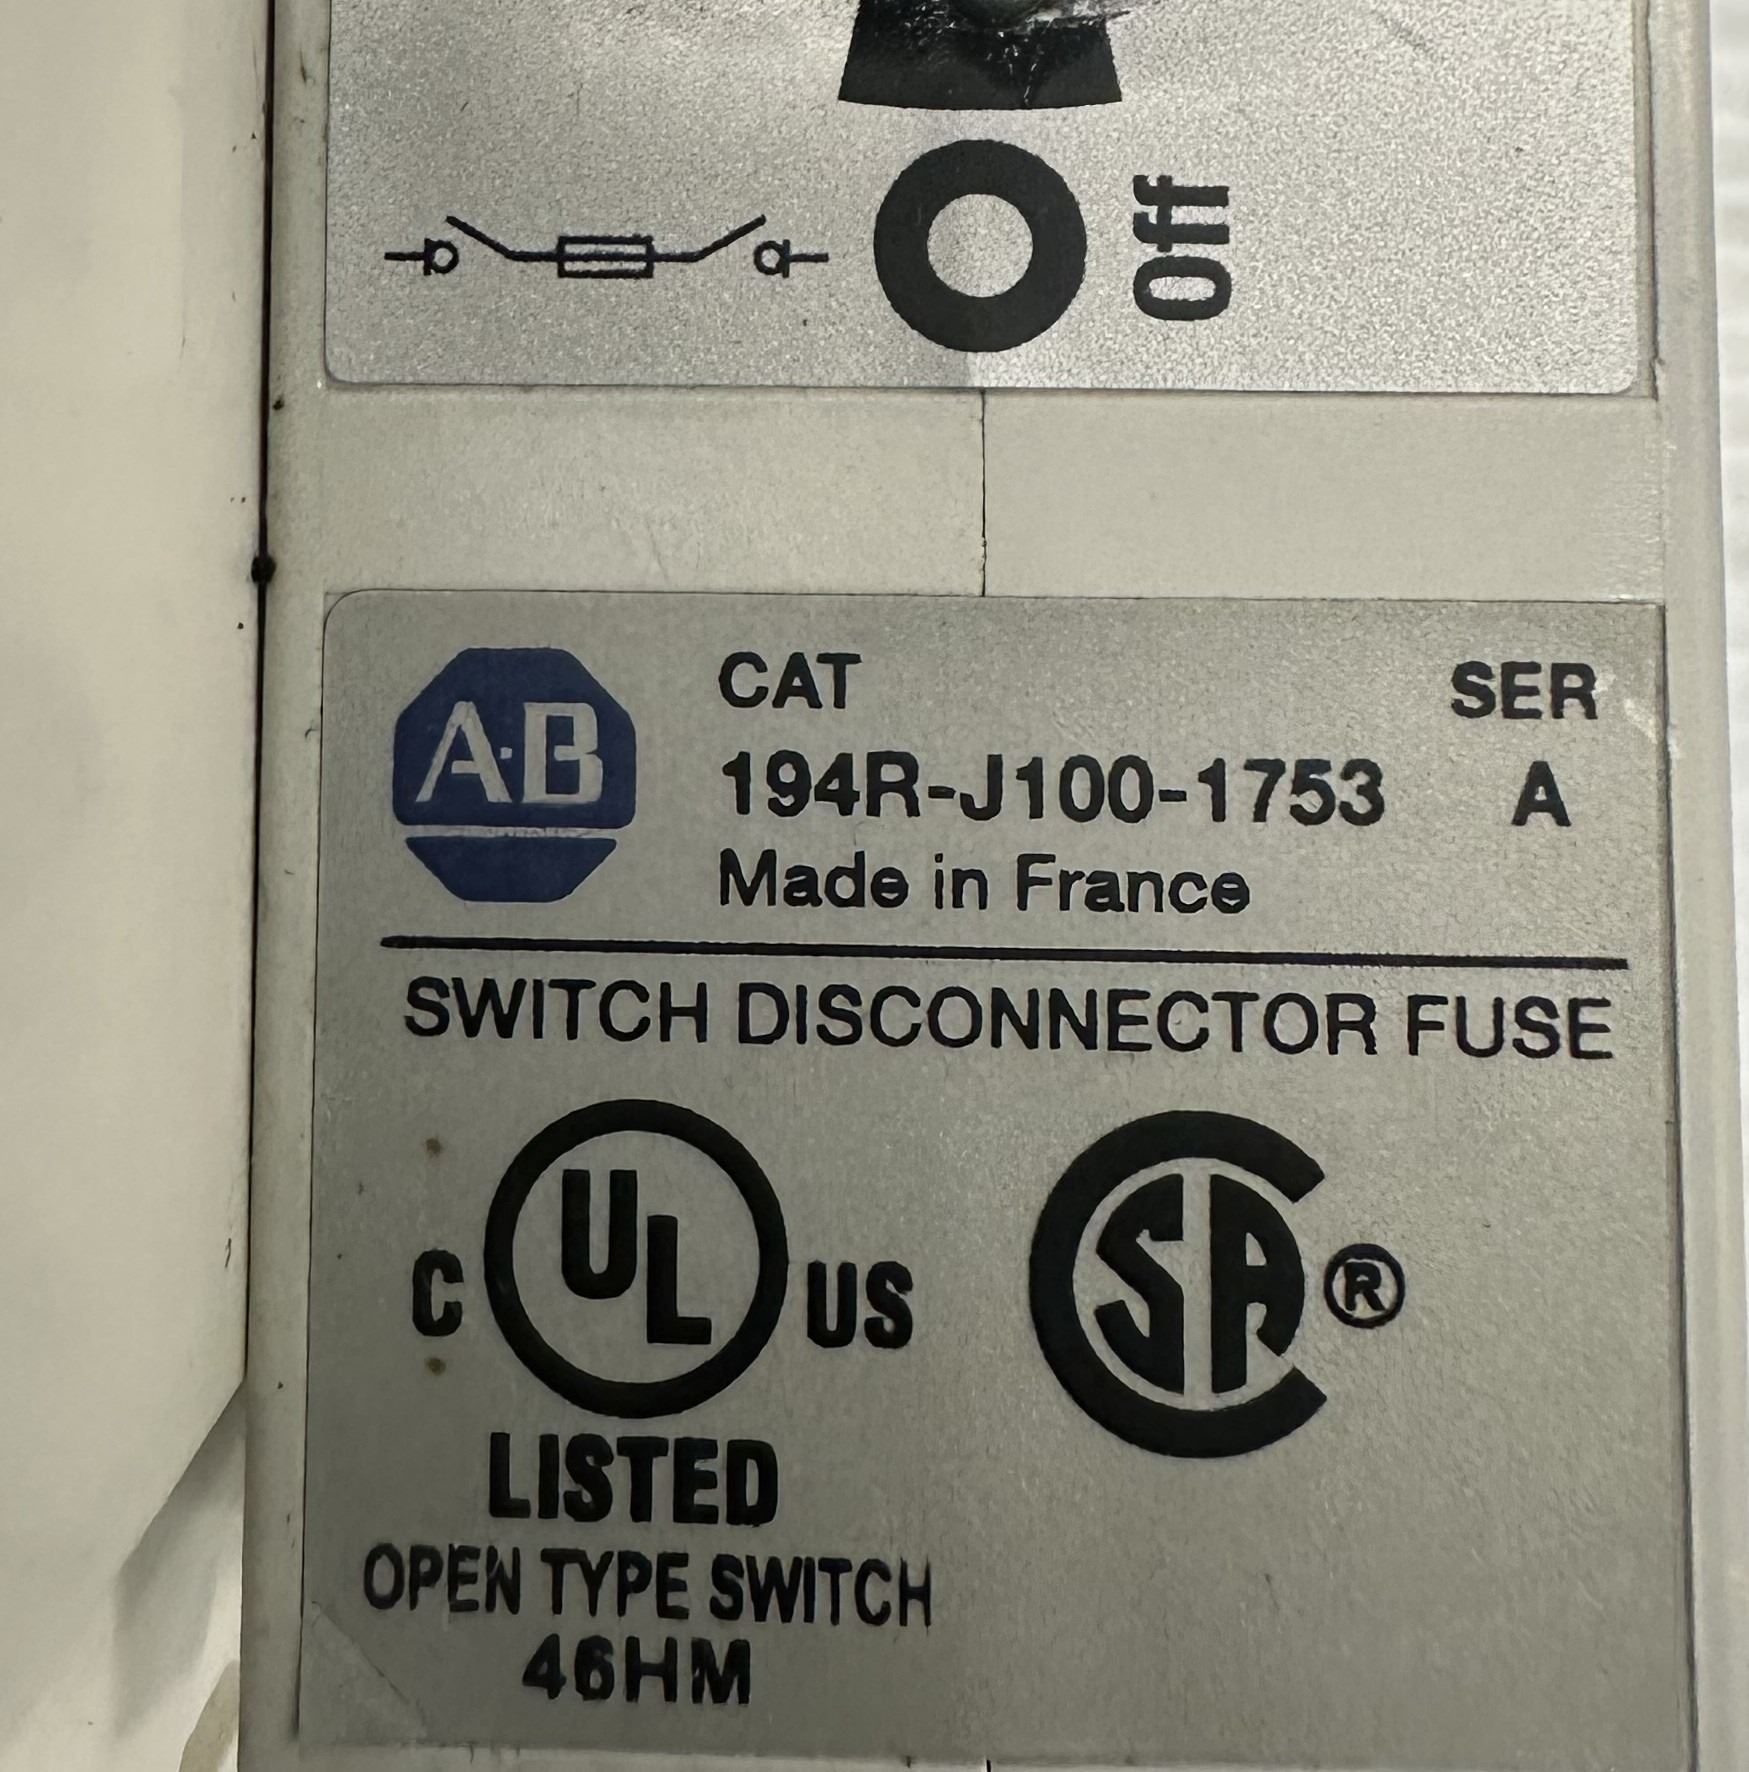 Off
A-B
CAT SER
194R-J100-1753 A
Made in France
SWITCH DISCONNECTOR FUSE
C UL US
SA ®
LISTED
OPEN TYPE SWITCH
46HM